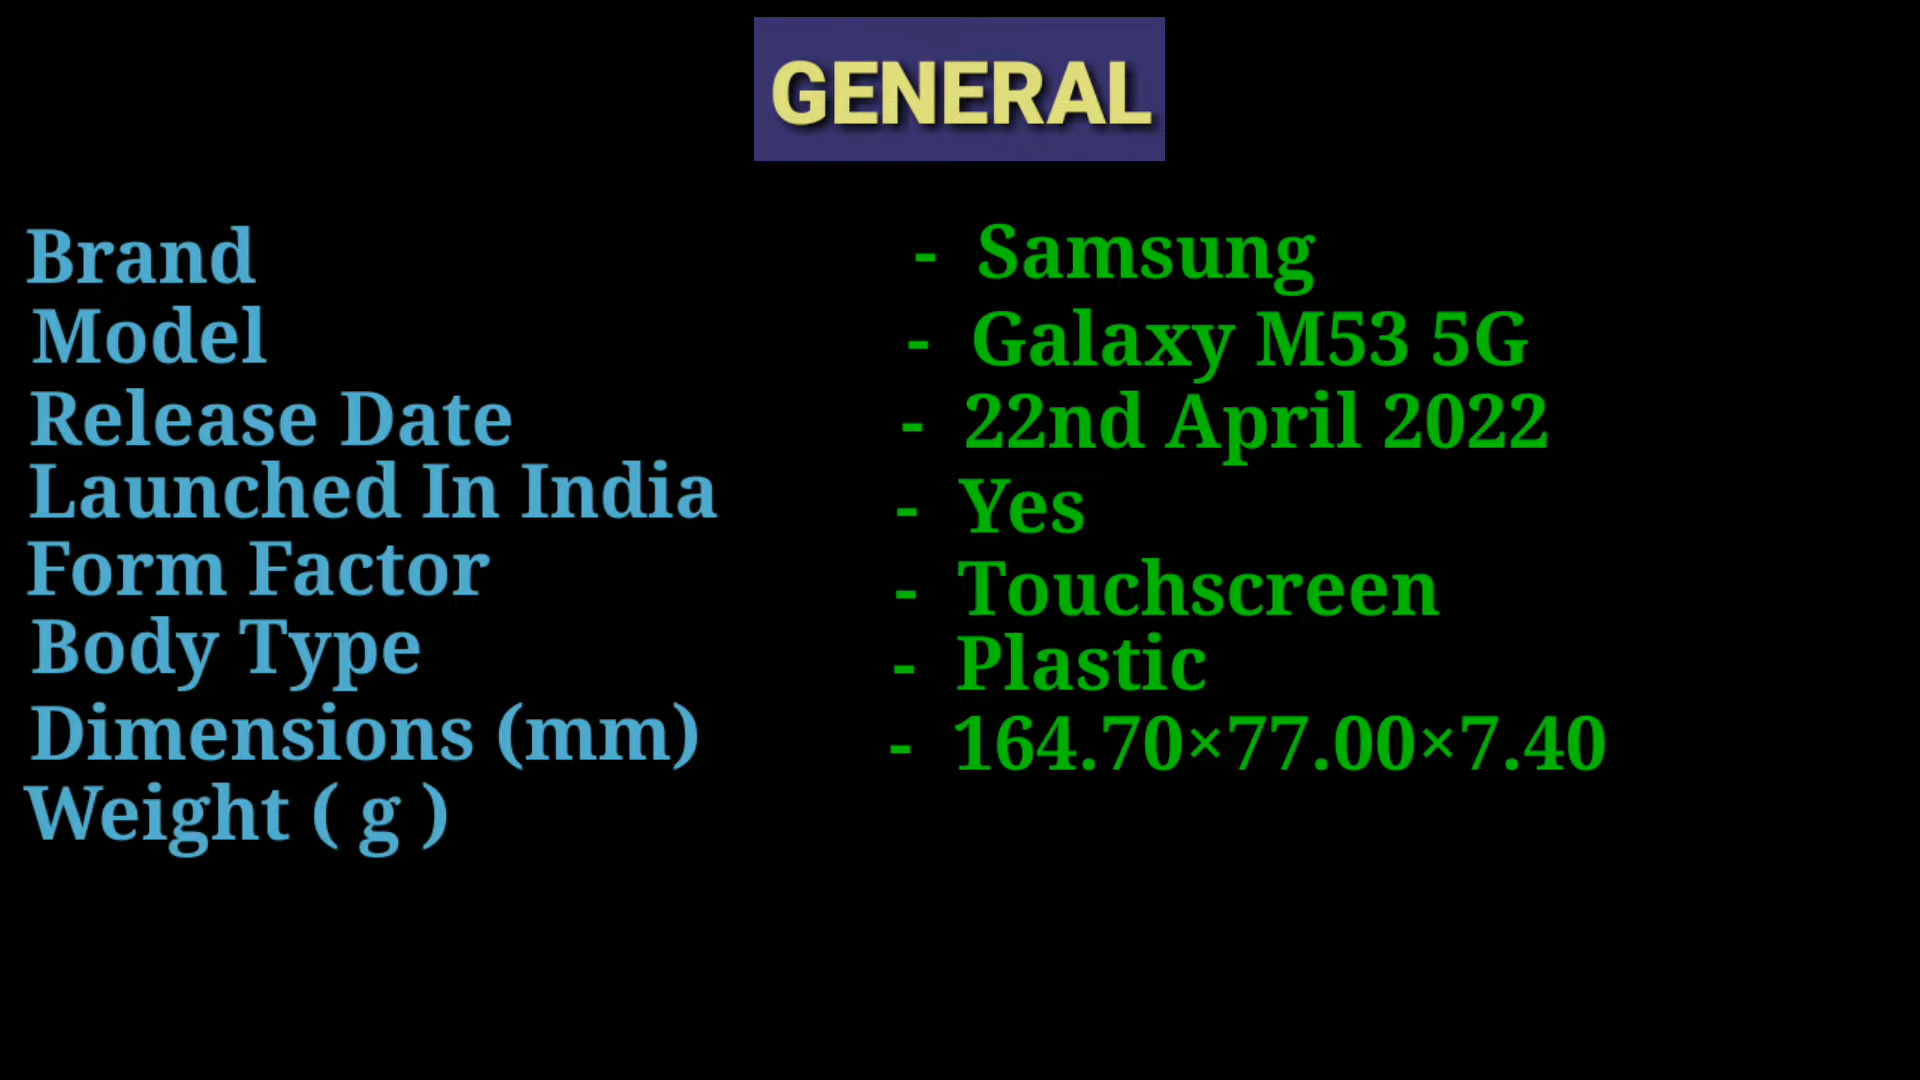 GENERAL
Brand - Samsung
Model - Galaxy M53 5G
Release Date - 22nd April 2022
Launched In India - Yes
Form Factor - Touchscreen
Body Type - Plastic
Dimensions (mm) - 164.70×77.00×7.40
Weight ( g )